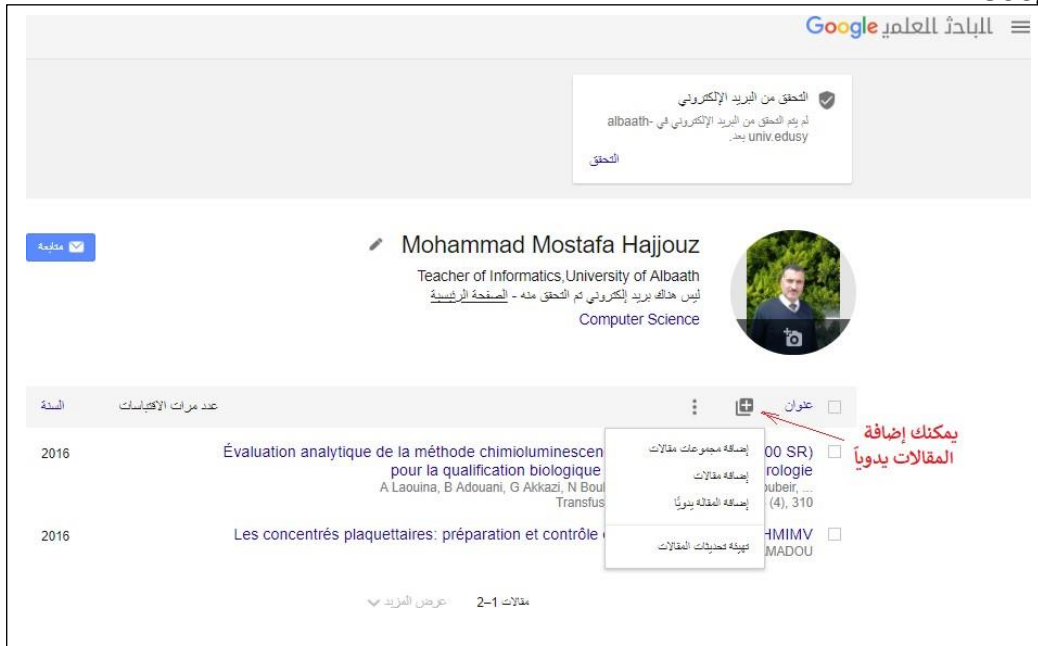 الباحث العلمي Google
التحقق من البريد الإلكتروني
لم يتم التحقق من البريد الإلكتروني في albaath-
univ.edusy بعد.
التحقق
Mohammad Mostafa Hajjouz
متابعة
Teacher of Informatics,University of Albaath
ليس هناك بريد إلكتروني تم التحقق منه - الصفحة الرئيسية
Computer Science
عنوان
عدد مرات الاقتباسات
السنة
يمكنك إضافة
المقالات يدوياً
إضافة مجموعات مقالات
إضافة مقالات
إضافة المقالة يدويًا
تهيئة تحديثات المقالات
Évaluation analytique de la méthode chimioluminescen 00 SR)
pour la qualification biologique rologie
A Laouina, B Adouani, G Akkazi, N Boul oubeir, ...
Transfus (4), 310
2016
Les concentrés plaquettaires: préparation et contrôle HMIMV
MADOU
2016
مقالات 1–2
عرض المزيد